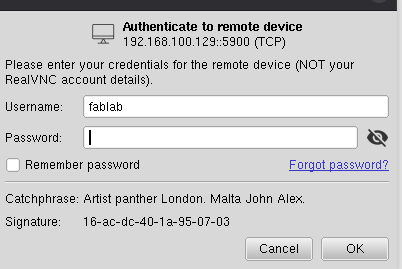 Authenticate to remote device
192.168.100.129::5900 (TCP)
Please enter your credentials for the remote device (NOT your
RealVNC account details).
Username: fablab
Password:
Remember password Forgot password?
Catchphrase: Artist panther London. Malta John Alex.
Signature: 16-ac-dc-40-1a-95-07-03
Cancel OK